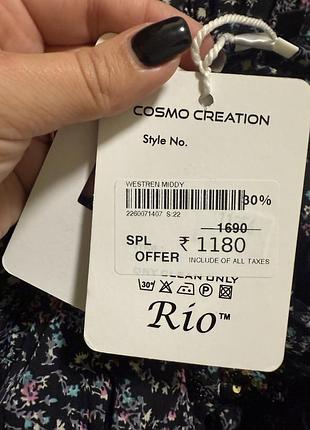 COSMO CREATION
Style No.
WESTREN MIDDY
30%
2260071407 S:22
1690
SPL OFFER ₹ 1180
INCLUDE OF ALL TAXES
DRY CLEAN ONLY
30°
P
Rio™